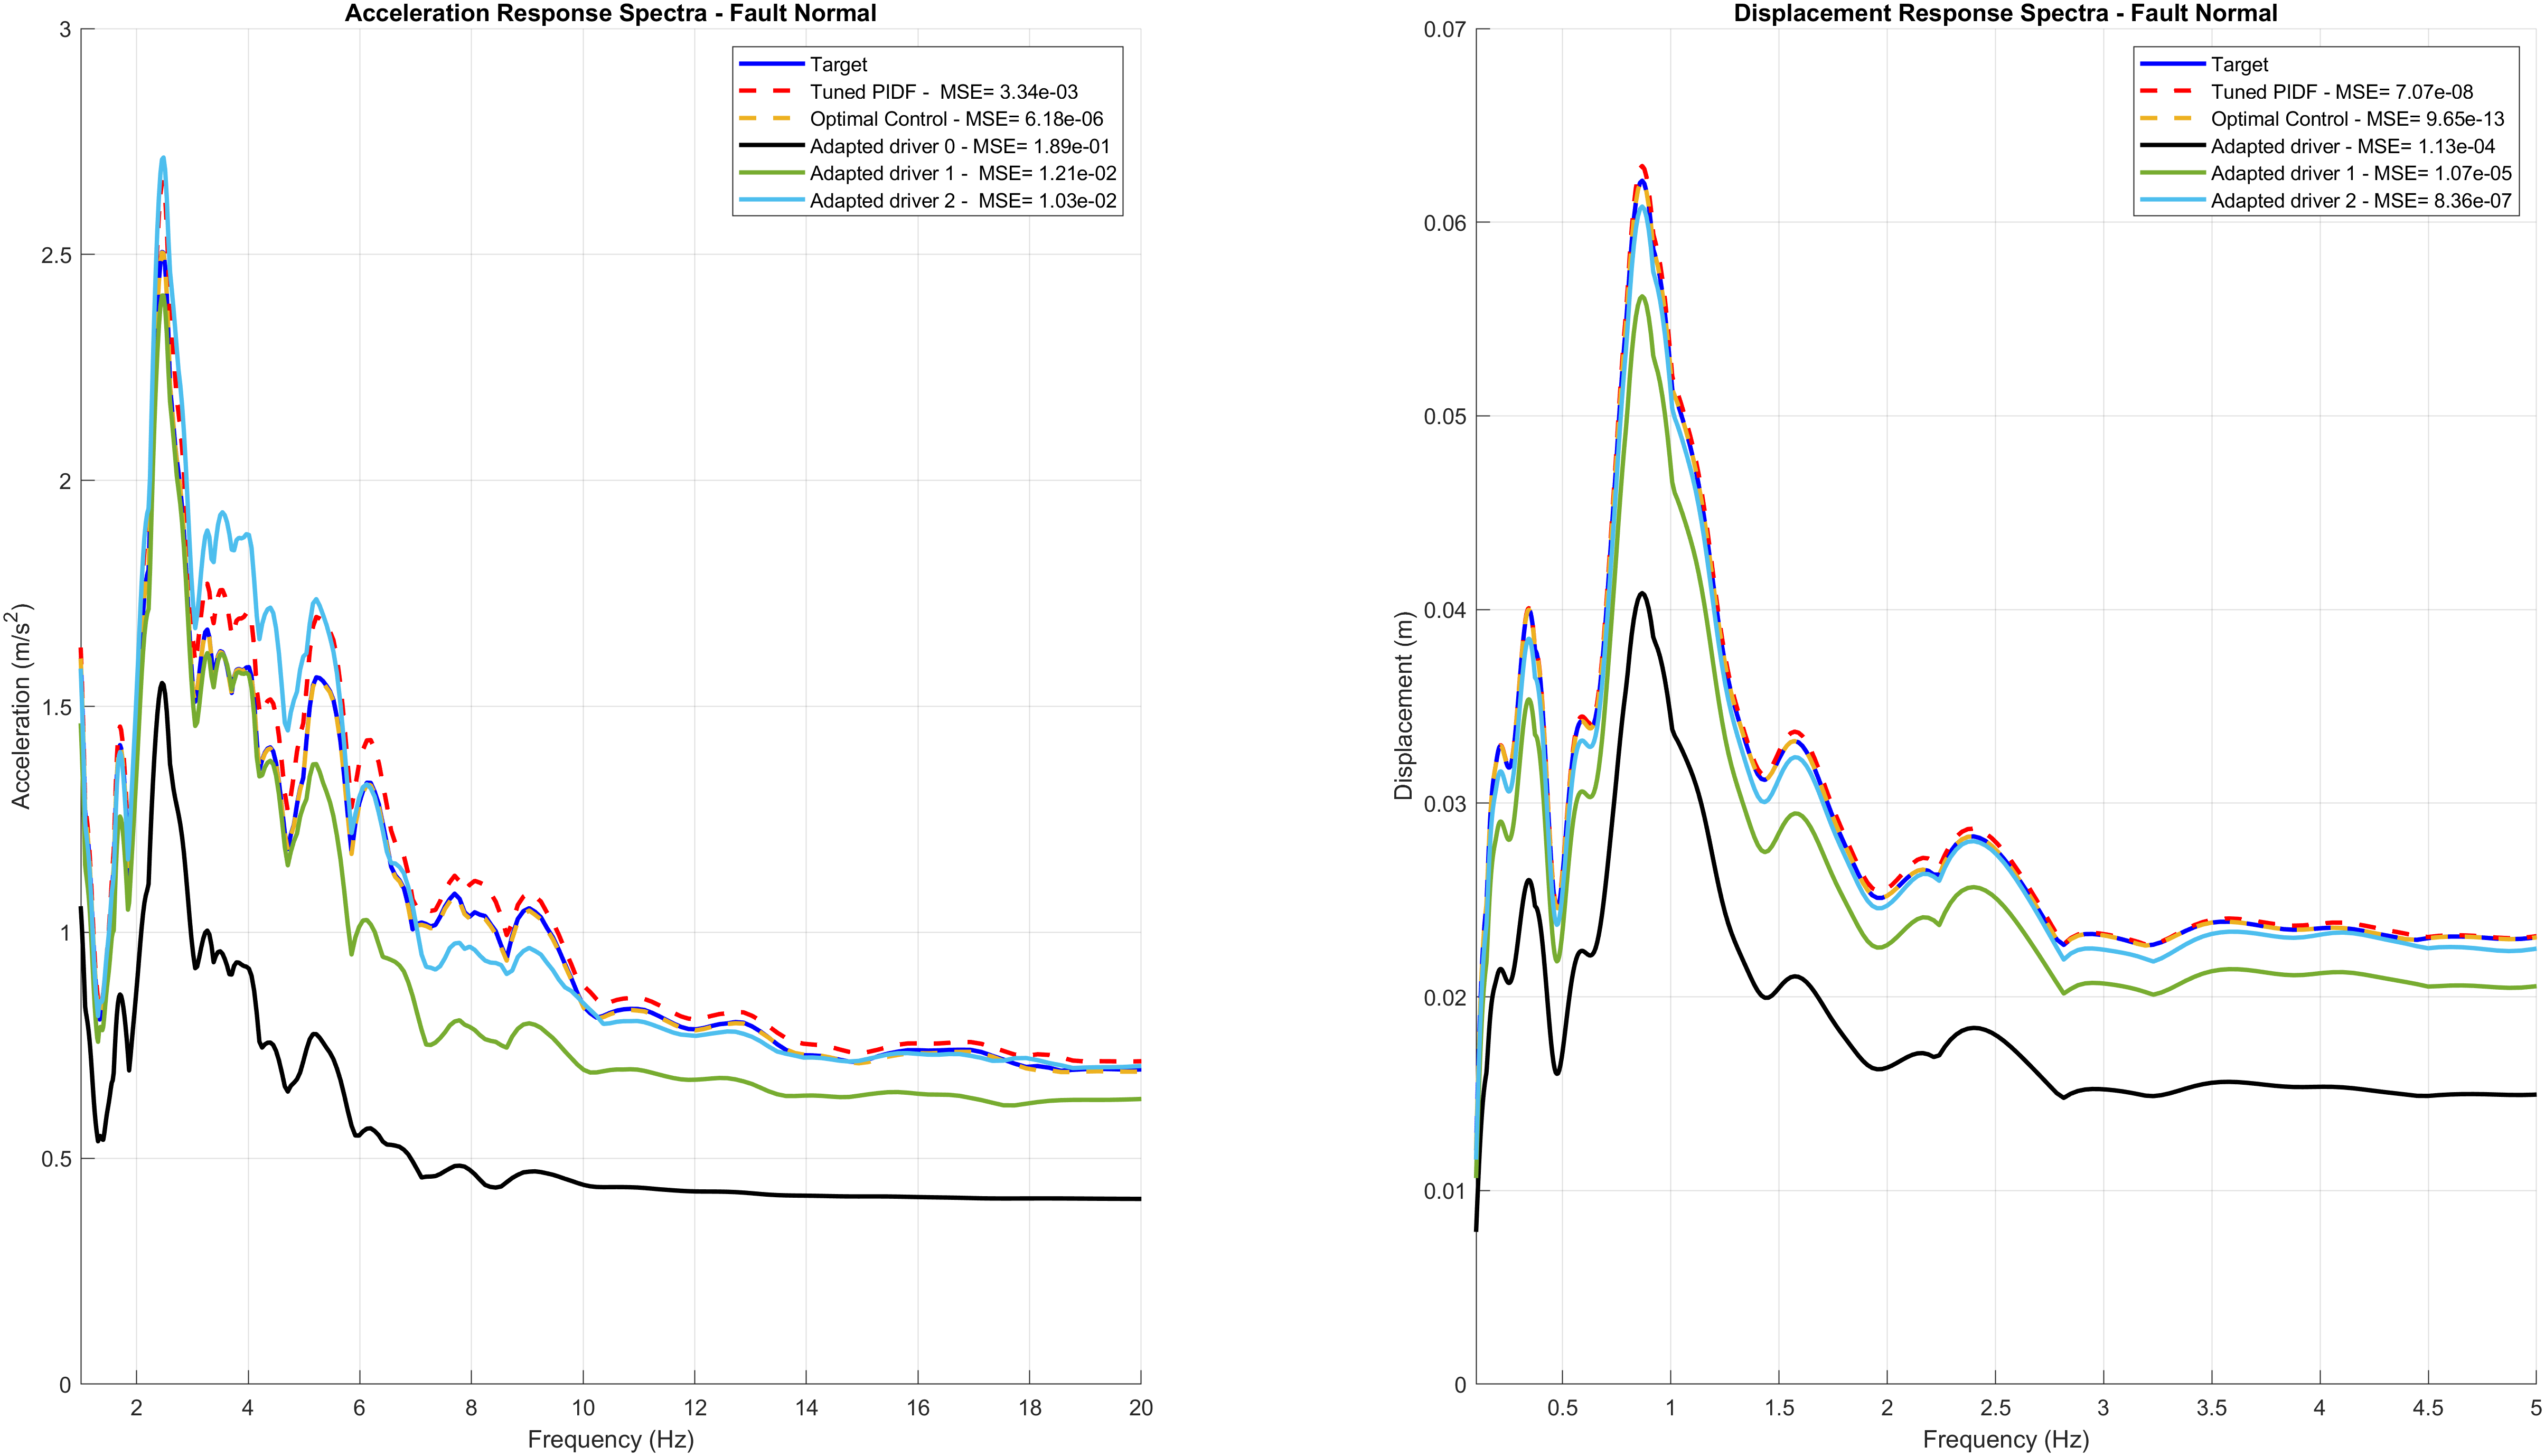 Acceleration Response Spectra - Fault Normal
3
2.5
2
1.5
1
0.5
0
Acceleration (m/s²)
2 4 6 8 10 12 14 16 18 20
Frequency (Hz)
Target
Tuned PIDF -  MSE= 3.34e-03
Optimal Control - MSE= 6.18e-06
Adapted driver 0 - MSE= 1.89e-01
Adapted driver 1 -  MSE= 1.21e-02
Adapted driver 2 -  MSE= 1.03e-02
Displacement Response Spectra - Fault Normal
0.07
0.06
0.05
0.04
0.03
0.02
0.01
0
Displacement (m)
0.5 1 1.5 2 2.5 3 3.5 4 4.5 5
Frequency (Hz)
Target
Tuned PIDF - MSE= 7.07e-08
Optimal Control - MSE= 9.65e-13
Adapted driver - MSE= 1.13e-04
Adapted driver 1 - MSE= 1.07e-05
Adapted driver 2 - MSE= 8.36e-07